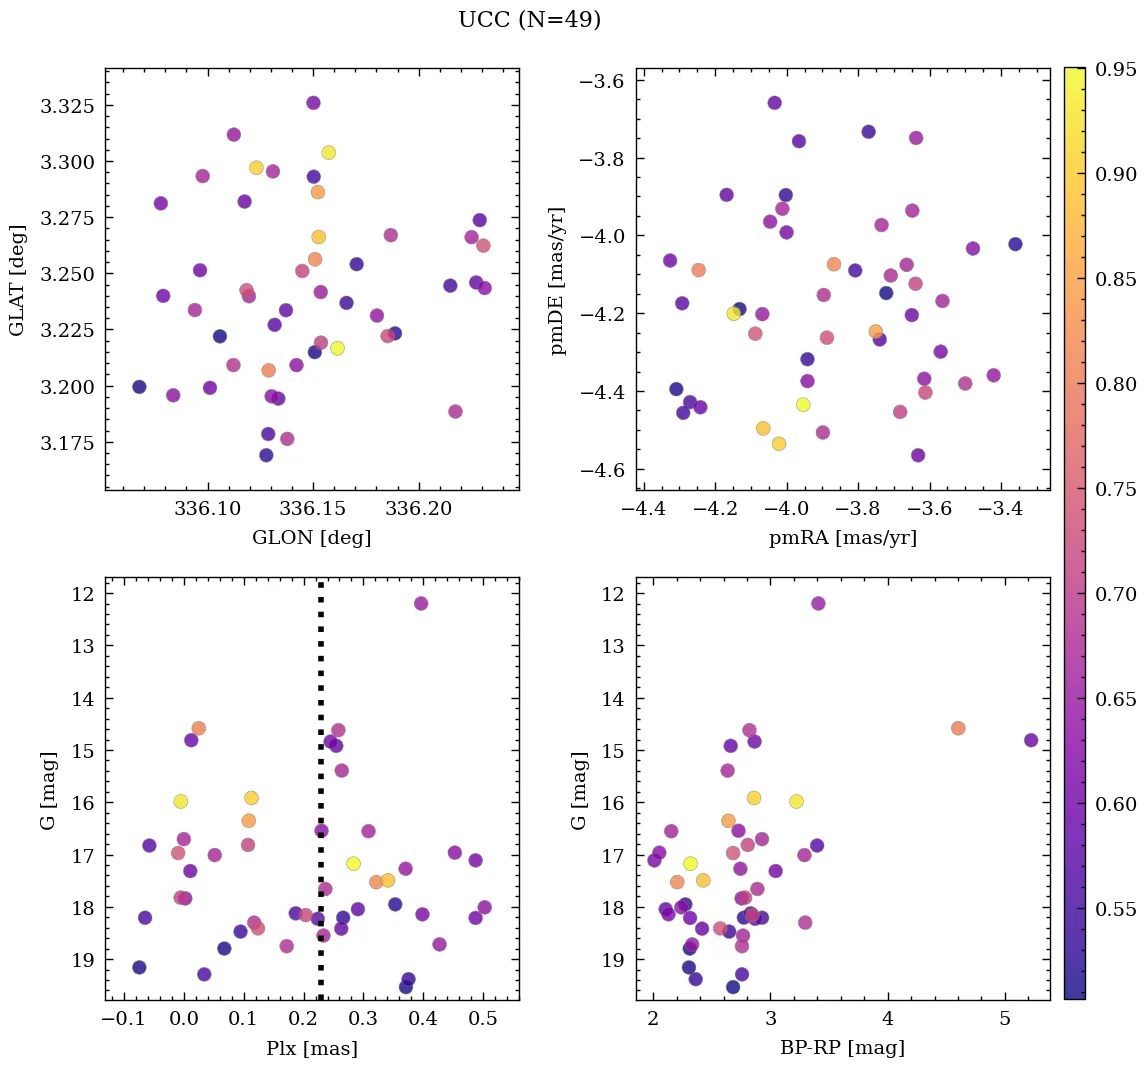 UCC (N=49)
3.325
3.300
3.275
3.250
3.225
3.200
3.175
GLAT [deg]
336.10 336.15 336.20
GLON [deg]
−3.6
−3.8
−4.0
−4.2
−4.4
−4.6
pmDE [mas/yr]
−4.4 −4.2 −4.0 −3.8 −3.6 −3.4
pmRA [mas/yr]
12
13
14
15
16
17
18
19
G [mag]
−0.1 0.0 0.1 0.2 0.3 0.4 0.5
Plx [mas]
12
13
14
15
16
17
18
19
G [mag]
2 3 4 5
BP-RP [mag]
0.95
0.90
0.85
0.80
0.75
0.70
0.65
0.60
0.55